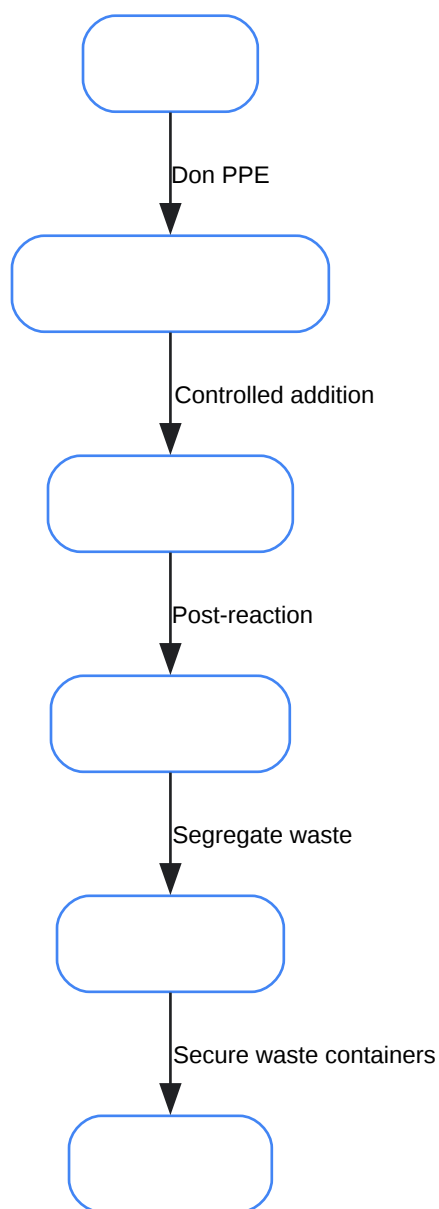 Don PPE
Controlled addition
Post-reaction
Segregate waste
Secure waste containers